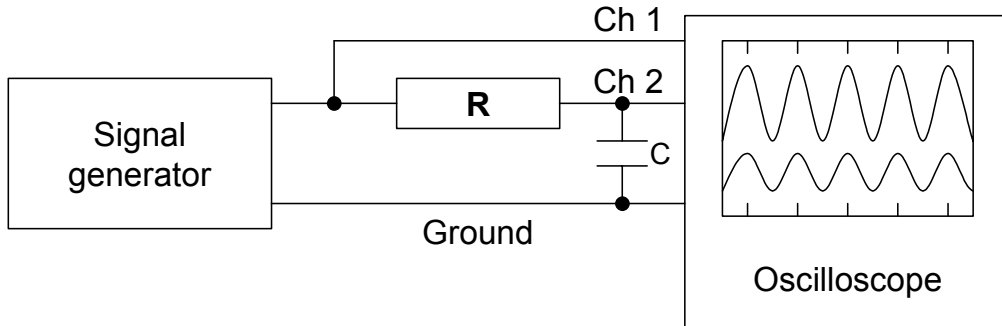 Ch 1
Signal
generator
R
Ch 2
C
Ground
Oscilloscope